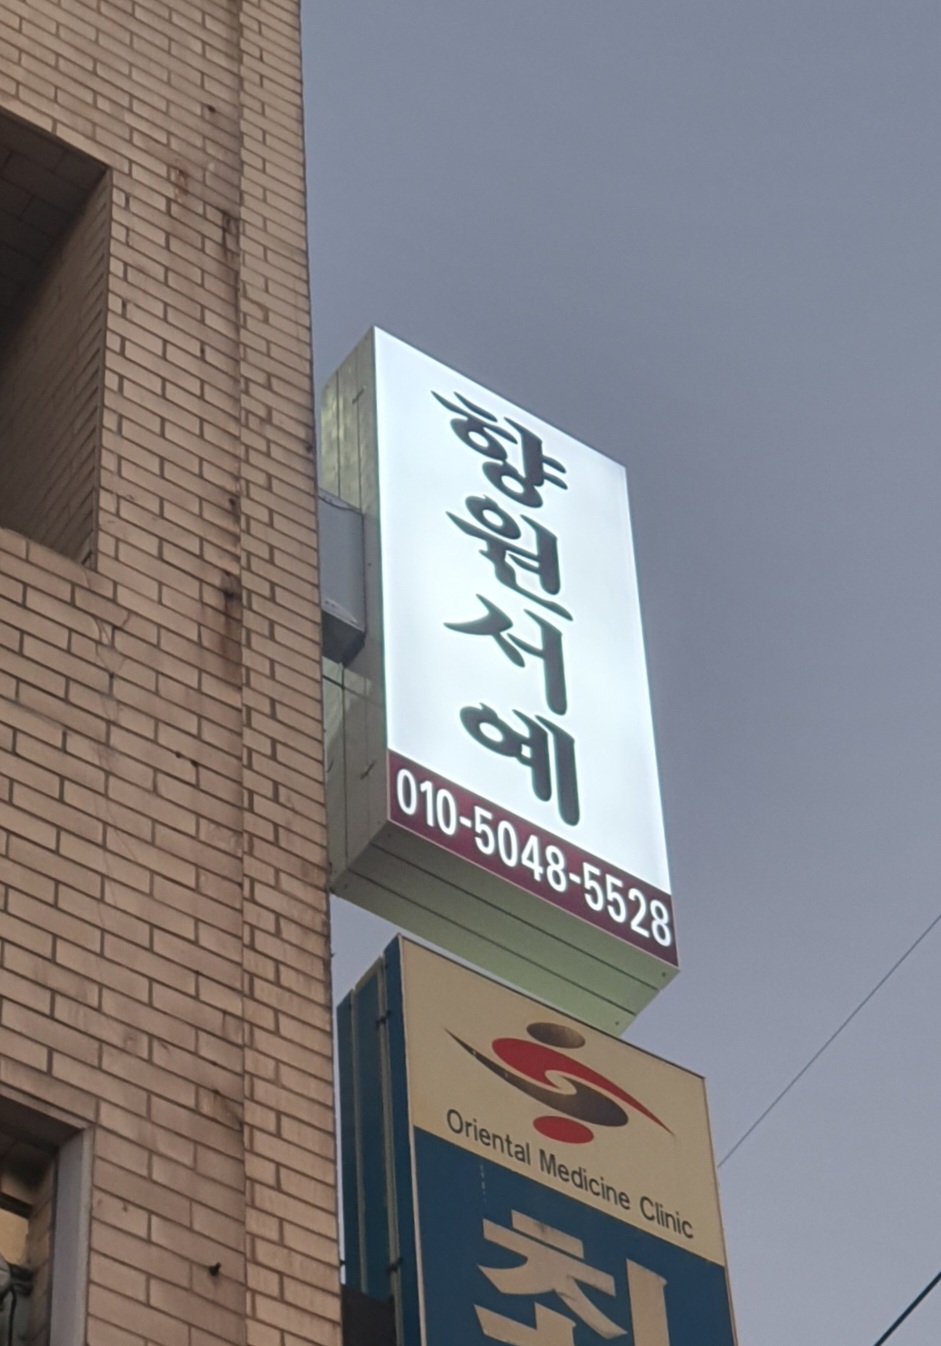 향원서예
010-5048-5528
Oriental Medicine Clinic